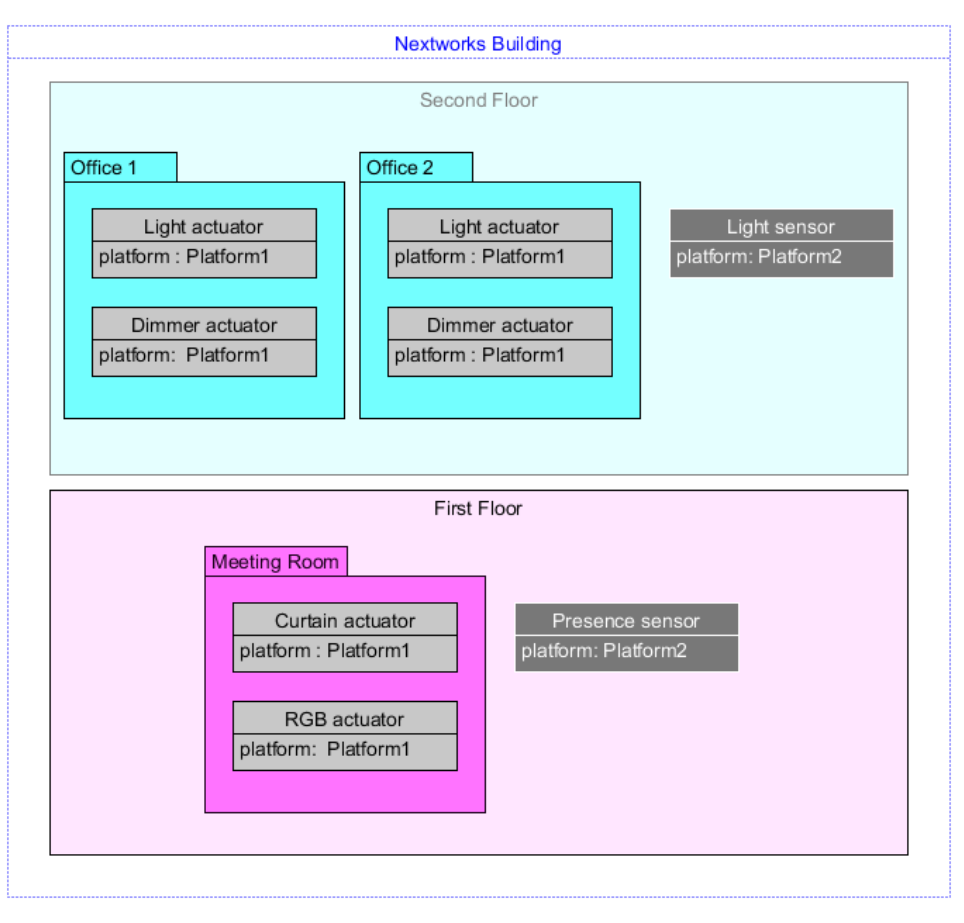 Nextworks Building
Second Floor
Office 1
Light actuator
platform : Platform1
Dimmer actuator
platform:  Platform1
Office 2
Light actuator
platform : Platform1
Dimmer actuator
platform : Platform1
Light sensor
platform: Platform2
First Floor
Meeting Room
Curtain actuator
platform : Platform1
RGB actuator
platform:  Platform1
Presence sensor
platform: Platform2